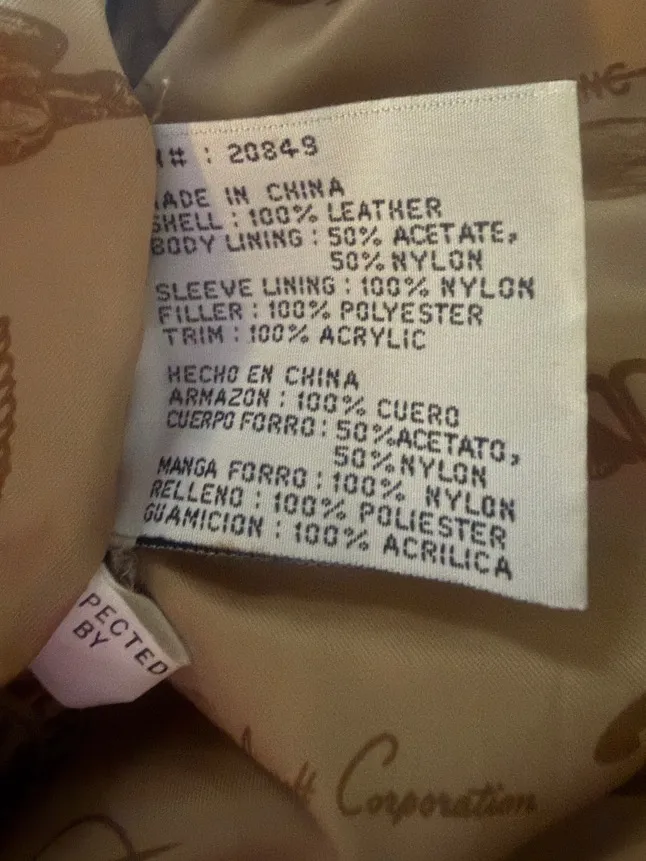 # : 20849
MADE IN CHINA
SHELL : 100% LEATHER
BODY LINING : 50% ACETATE,
50% NYLON
SLEEVE LINING : 100% NYLON
FILLER : 100% POLYESTER
TRIM : 100% ACRYLIC
HECHO EN CHINA
ARMAZON : 100% CUERO
CUERPO FORRO : 50% ACETATO,
50% NYLON
MANGA FORRO : 100% NYLON
RELLENO : 100% POLIESTER
GUAMICION : 100% ACRILICA
PECTED
BY
Corporation